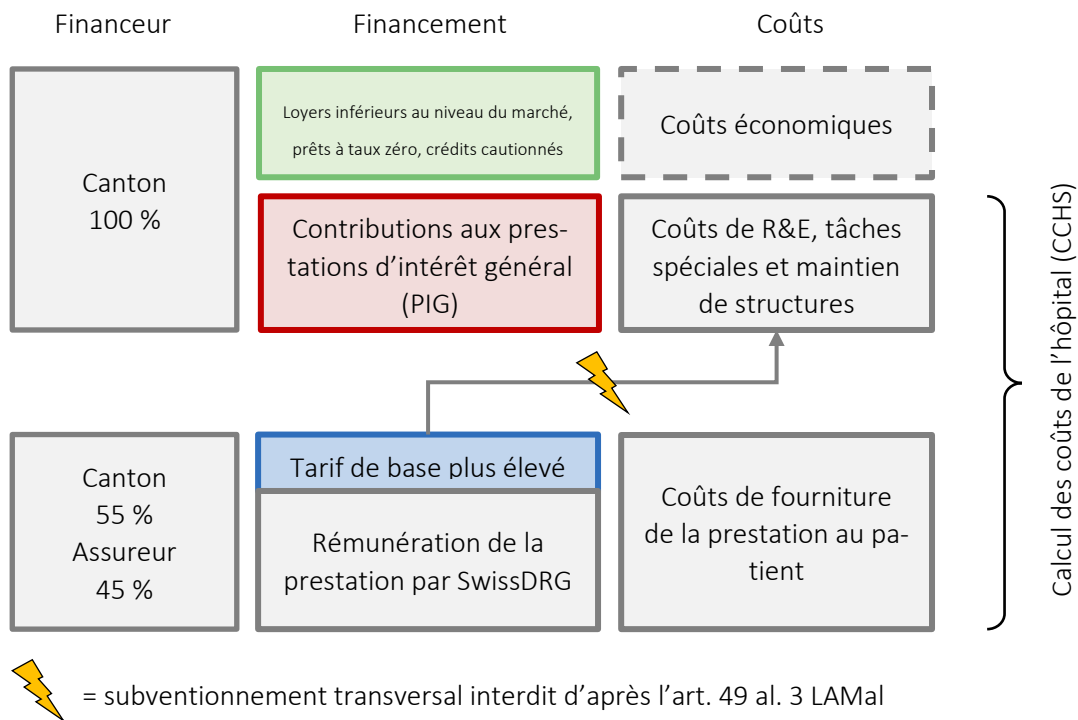 Financeur
Financement
Coûts
Canton
100 %
Loyers inférieurs au niveau du marché,
prêts à taux zéro, crédits cautionnés
Coûts économiques
Contributions aux pres-
tations d’intérêt général
(PIG)
Coûts de R&E, tâches
spéciales et maintien
de structures
Canton
55 %
Assureur
45 %
Tarif de base plus élevé
Rémunération de la
prestation par SwissDRG
Coûts de fourniture
de la prestation au pa-
tient
Calcul des coûts de l’hôpital (CCHS)
= subventionnement transversal interdit d’après l’art. 49 al. 3 LAMal